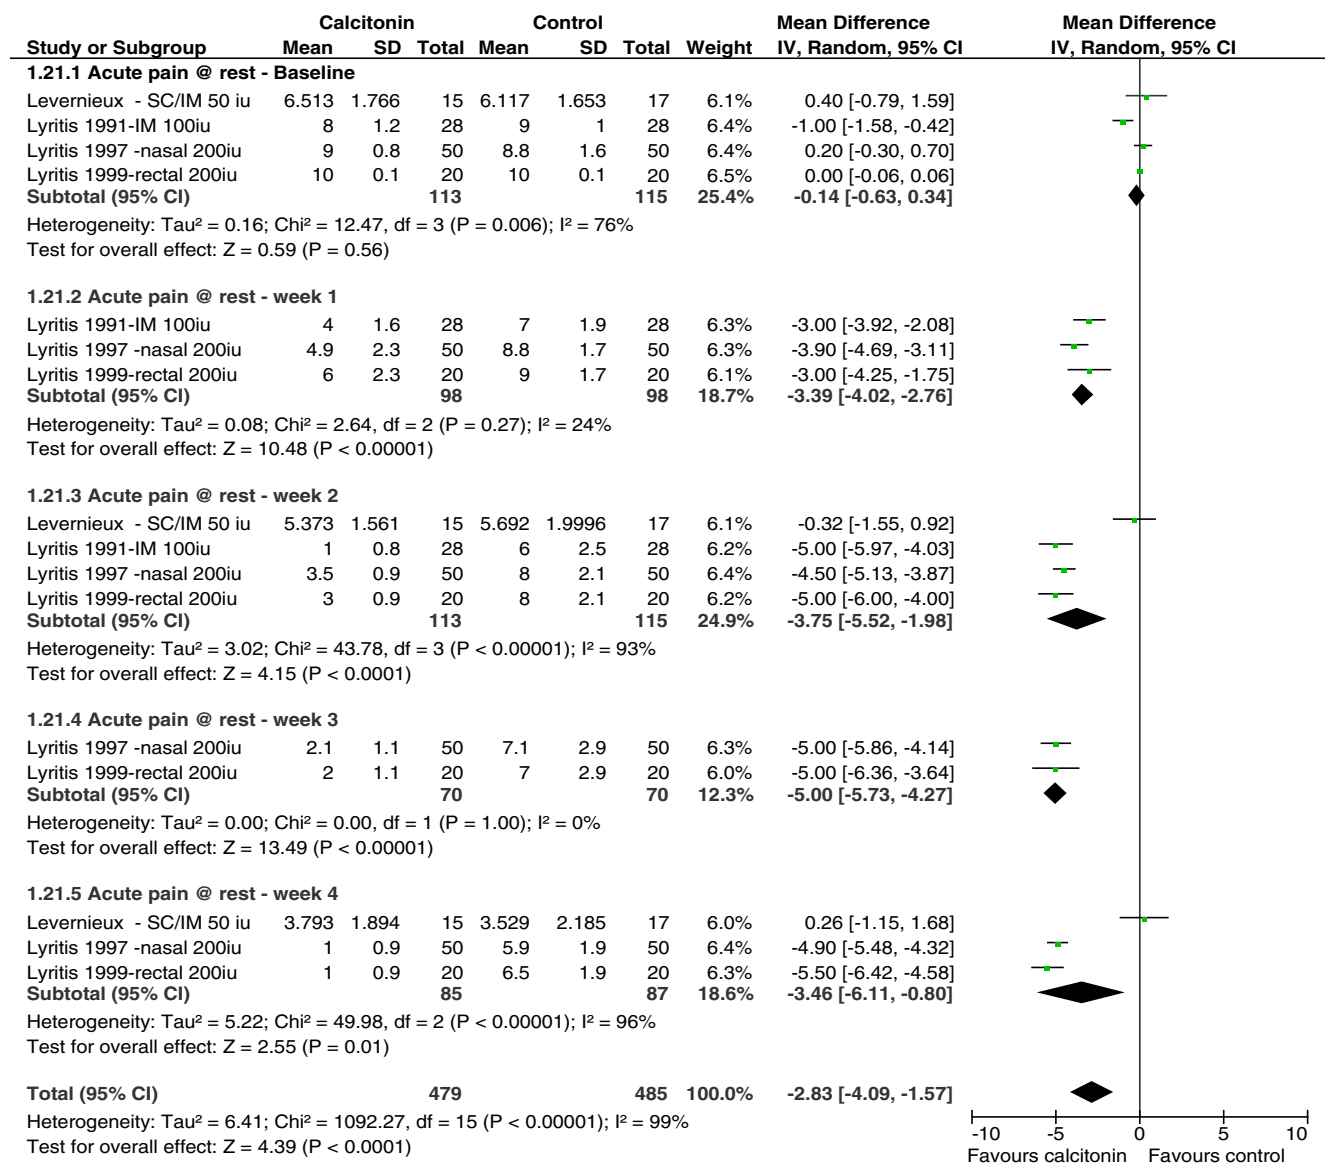 Calcitonin Control Mean Difference Mean Difference
Study or Subgroup Mean SD Total Mean SD Total Weight IV, Random, 95% CI IV, Random, 95% CI
1.21.1 Acute pain @ rest - Baseline
Levernieux - SC/IM 50 iu 6.513 1.766 15 6.117 1.653 17 6.1% 0.40 [-0.79, 1.59]
Lyritis 1991-IM 100iu 8 1.2 28 9 1 28 6.4% -1.00 [-1.58, -0.42]
Lyritis 1997 -nasal 200iu 9 0.8 50 8.8 1.6 50 6.4% 0.20 [-0.30, 0.70]
Lyritis 1999-rectal 200iu 10 0.1 20 10 0.1 20 6.5% 0.00 [-0.06, 0.06]
Subtotal (95% CI) 113 115 25.4% -0.14 [-0.63, 0.34]
Heterogeneity: Tau² = 0.16; Chi² = 12.47, df = 3 (P = 0.006); I² = 76%
Test for overall effect: Z = 0.59 (P = 0.56)
1.21.2 Acute pain @ rest - week 1
Lyritis 1991-IM 100iu 4 1.6 28 7 1.9 28 6.3% -3.00 [-3.92, -2.08]
Lyritis 1997 -nasal 200iu 4.9 2.3 50 8.8 1.7 50 6.3% -3.90 [-4.69, -3.11]
Lyritis 1999-rectal 200iu 6 2.3 20 9 1.7 20 6.1% -3.00 [-4.25, -1.75]
Subtotal (95% CI) 98 98 18.7% -3.39 [-4.02, -2.76]
Heterogeneity: Tau² = 0.08; Chi² = 2.64, df = 2 (P = 0.27); I² = 24%
Test for overall effect: Z = 10.48 (P < 0.00001)
1.21.3 Acute pain @ rest - week 2
Levernieux - SC/IM 50 iu 5.373 1.561 15 5.692 1.9996 17 6.1% -0.32 [-1.55, 0.92]
Lyritis 1991-IM 100iu 1 0.8 28 6 2.5 28 6.2% -5.00 [-5.97, -4.03]
Lyritis 1997 -nasal 200iu 3.5 0.9 50 8 2.1 50 6.4% -4.50 [-5.13, -3.87]
Lyritis 1999-rectal 200iu 3 0.9 20 8 2.1 20 6.2% -5.00 [-6.00, -4.00]
Subtotal (95% CI) 113 115 24.9% -3.75 [-5.52, -1.98]
Heterogeneity: Tau² = 3.02; Chi² = 43.78, df = 3 (P < 0.00001); I² = 93%
Test for overall effect: Z = 4.15 (P < 0.0001)
1.21.4 Acute pain @ rest - week 3
Lyritis 1997 -nasal 200iu 2.1 1.1 50 7.1 2.9 50 6.3% -5.00 [-5.86, -4.14]
Lyritis 1999-rectal 200iu 2 1.1 20 7 2.9 20 6.0% -5.00 [-6.36, -3.64]
Subtotal (95% CI) 70 70 12.3% -5.00 [-5.73, -4.27]
Heterogeneity: Tau² = 0.00; Chi² = 0.00, df = 1 (P = 1.00); I² = 0%
Test for overall effect: Z = 13.49 (P < 0.00001)
1.21.5 Acute pain @ rest - week 4
Levernieux - SC/IM 50 iu 3.793 1.894 15 3.529 2.185 17 6.0% 0.26 [-1.15, 1.68]
Lyritis 1997 -nasal 200iu 1 0.9 50 5.9 1.9 50 6.4% -4.90 [-5.48, -4.32]
Lyritis 1999-rectal 200iu 1 0.9 20 6.5 1.9 20 6.3% -5.50 [-6.42, -4.58]
Subtotal (95% CI) 85 87 18.6% -3.46 [-6.11, -0.80]
Heterogeneity: Tau² = 5.22; Chi² = 49.98, df = 2 (P < 0.00001); I² = 96%
Test for overall effect: Z = 2.55 (P = 0.01)
Total (95% CI) 479 485 100.0% -2.83 [-4.09, -1.57]
Heterogeneity: Tau² = 6.41; Chi² = 1092.27, df = 15 (P < 0.00001); I² = 99%
Test for overall effect: Z = 4.39 (P < 0.0001)
-10 -5 0 5 10
Favours calcitonin Favours control